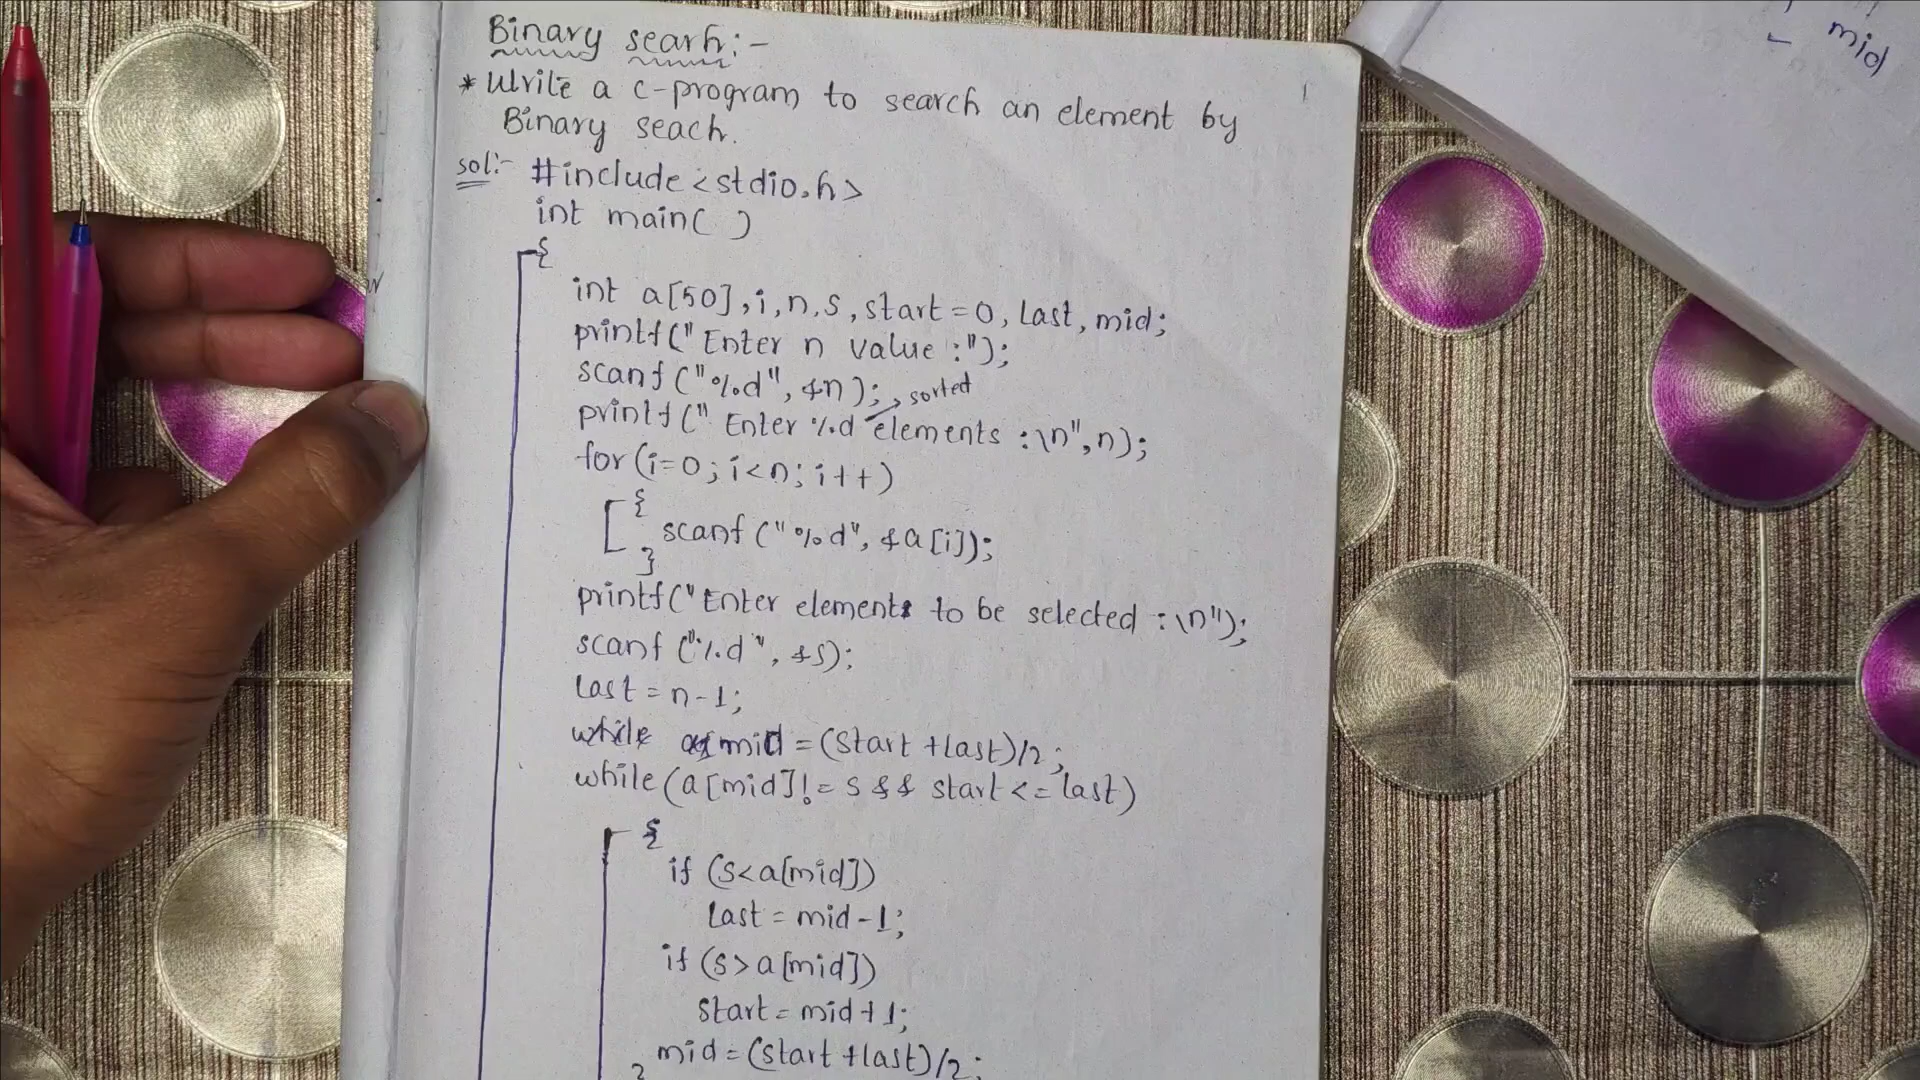 Binary searh:-
* Write a c-program to search an element by
Binary seach.
sol:- #include<stdio.h>
int main( )
{
int a[50], i, n, s, start=0, last, mid;
printf("Enter n value :");
scanf("%d", &n);
sorted
printf(" Enter %d elements :\n", n);
for(i=0; i<n; i++)
{
scanf("%d", &a[i]);
}
printf("Enter elements to be selected :\n");
scanf("%d", &s);
last = n-1;
while mid = (start + last)/2;
while(a[mid]!= s && start <= last)
{
if (s<a[mid])
last = mid-1;
if (s>a[mid])
start = mid+1;
mid = (start + last)/2;
}
mid